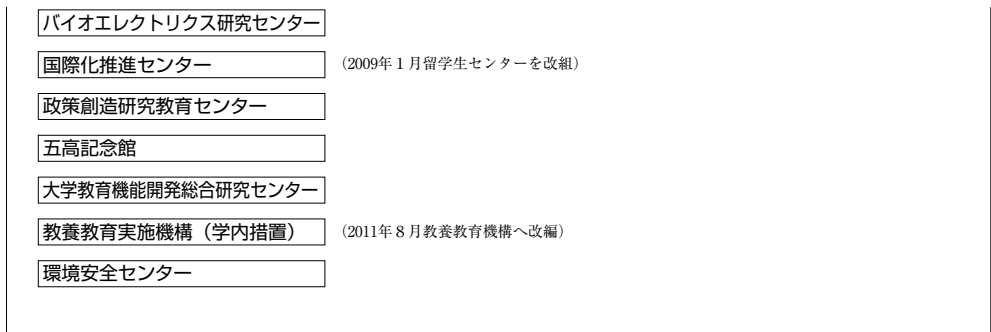 バイオエレクトリクス研究センター
国際化推進センター （2009年１月留学生センターを改組）
政策創造研究教育センター
五高記念館
大学教育機能開発総合研究センター
教養教育実施機構（学内措置） （2011年８月教養教育機構へ改編）
環境安全センター